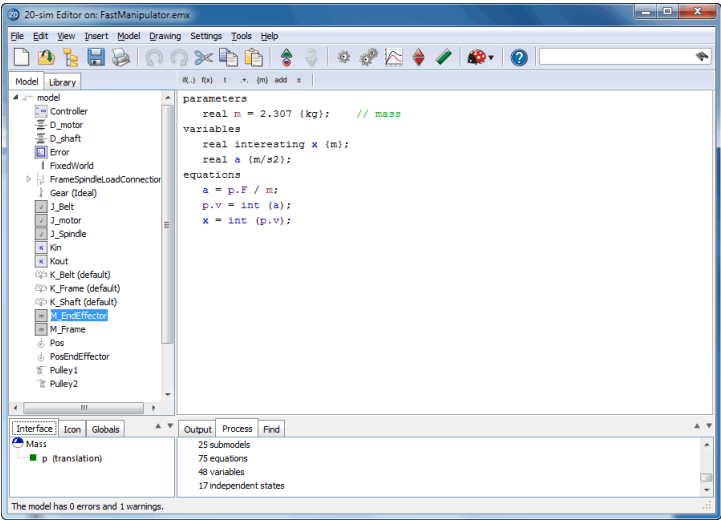 20-sim Editor on: FastManipulator.emx
File Edit View Insert Model Drawing Settings Tools Help
Model Library
if(..) f(x) t .+. {m} add π
model
Controller
D_motor
D_shaft
Error
FixedWorld
FrameSpindleLoadConnection
Gear (Ideal)
J_Belt
J_motor
J_Spindle
Kin
Kout
K_Belt (default)
K_Frame (default)
K_Shaft (default)
M_EndEffector
M_Frame
Pos
PosEndEffector
Pulley1
Pulley2
parameters
real m = 2.307 {kg}; // mass
variables
real interesting x {m};
real a {m/s2};
equations
a = p.F / m;
p.v = int (a);
x = int (p.v);
Interface Icon Globals
Mass
p (translation)
Output Process Find
25 submodels
75 equations
48 variables
17 independent states
The model has 0 errors and 1 warnings.